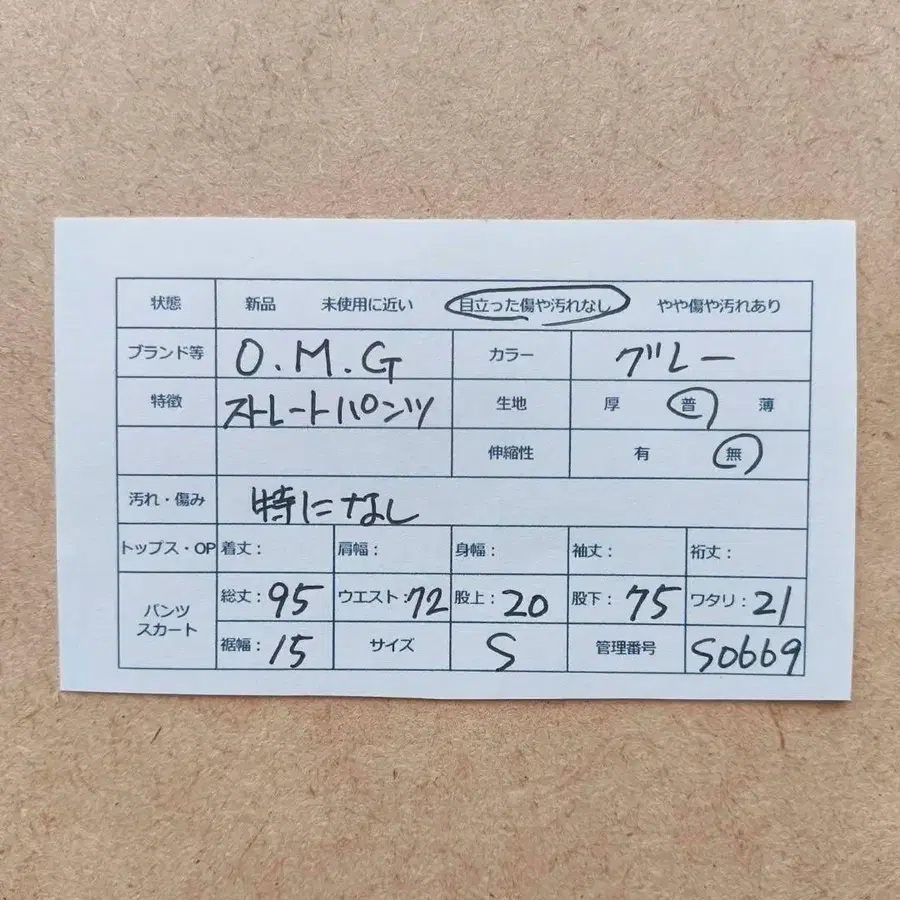 状態 新品 未使用に近い 目立った傷や汚れなし やや傷や汚れあり
ブランド等 O.M.G カラー グレー
特徴 ストレートパンツ 生地 厚 普 薄
伸縮性 有 無
汚れ・傷み 特になし
トップス・OP 着丈: 肩幅: 身幅: 袖丈: 裄丈:
パンツ スカート 総丈:95 ウエスト:72 股上:20 股下:75 ワタリ:21
裾幅:15 サイズ S 管理番号 S0669